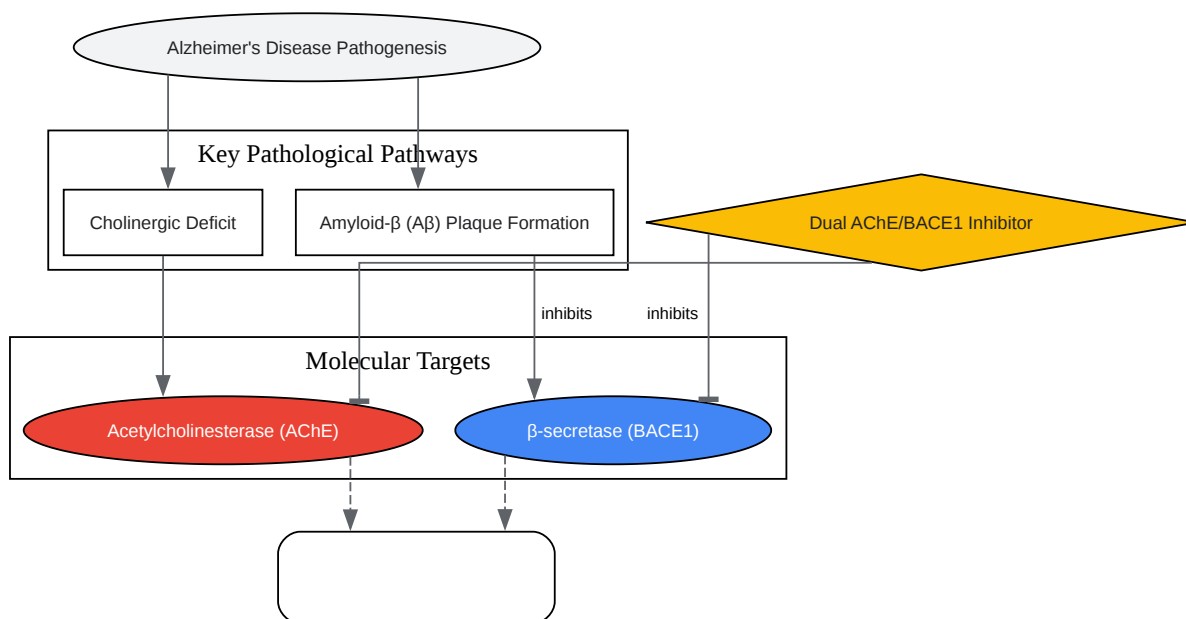 Alzheimer's Disease Pathogenesis
Key Pathological Pathways
Cholinergic Deficit
Amyloid-β (Aβ) Plaque Formation
Dual AChE/BACE1 Inhibitor
inhibits
inhibits
Molecular Targets
Acetylcholinesterase (AChE)
β-secretase (BACE1)